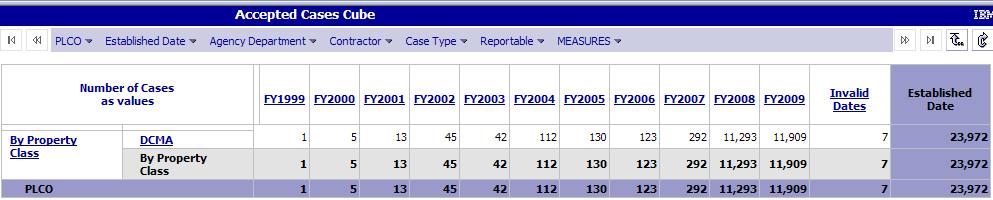 Accepted Cases Cube IBM
PLCO Established Date Agency Department Contractor Case Type Reportable MEASURES
Number of Cases
as values FY1999 FY2000 FY2001 FY2002 FY2003 FY2004 FY2005 FY2006 FY2007 FY2008 FY2009 Invalid
Dates Established
Date
By Property
Class DCMA 1 5 13 45 42 112 130 123 292 11,293 11,909 7 23,972
By Property
Class 1 5 13 45 42 112 130 123 292 11,293 11,909 7 23,972
PLCO 1 5 13 45 42 112 130 123 292 11,293 11,909 7 23,972